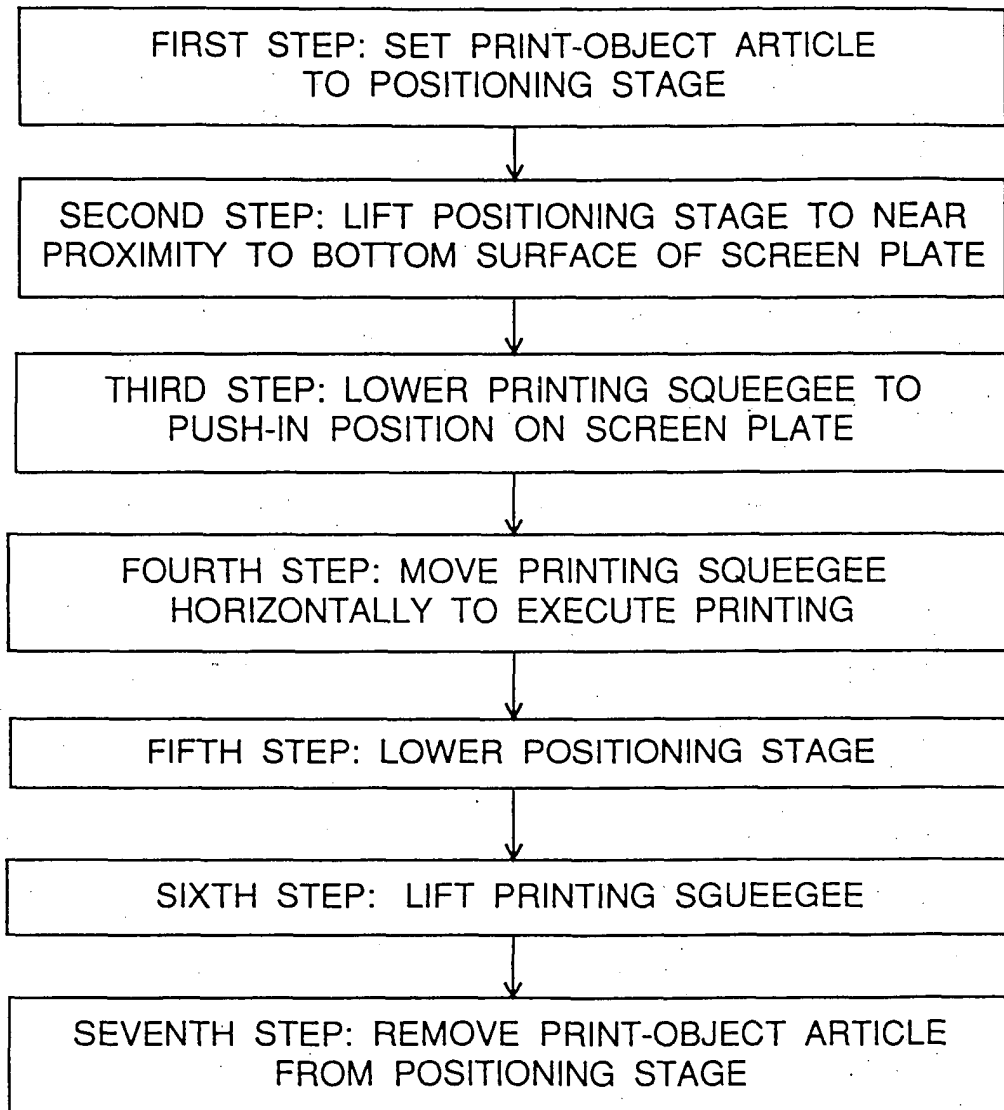 FIRST STEP: SET PRINT-OBJECT ARTICLE
TO POSITIONING STAGE
SECOND STEP: LIFT POSITIONING STAGE TO NEAR
PROXIMITY TO BOTTOM SURFACE OF SCREEN PLATE
THIRD STEP: LOWER PRINTING SQUEEGEE TO
PUSH-IN POSITION ON SCREEN PLATE
FOURTH STEP: MOVE PRINTING SQUEEGEE
HORIZONTALLY TO EXECUTE PRINTING
FIFTH STEP: LOWER POSITIONING STAGE
SIXTH STEP: LIFT PRINTING SGUEEGEE
SEVENTH STEP: REMOVE PRINT-OBJECT ARTICLE
FROM POSITIONING STAGE